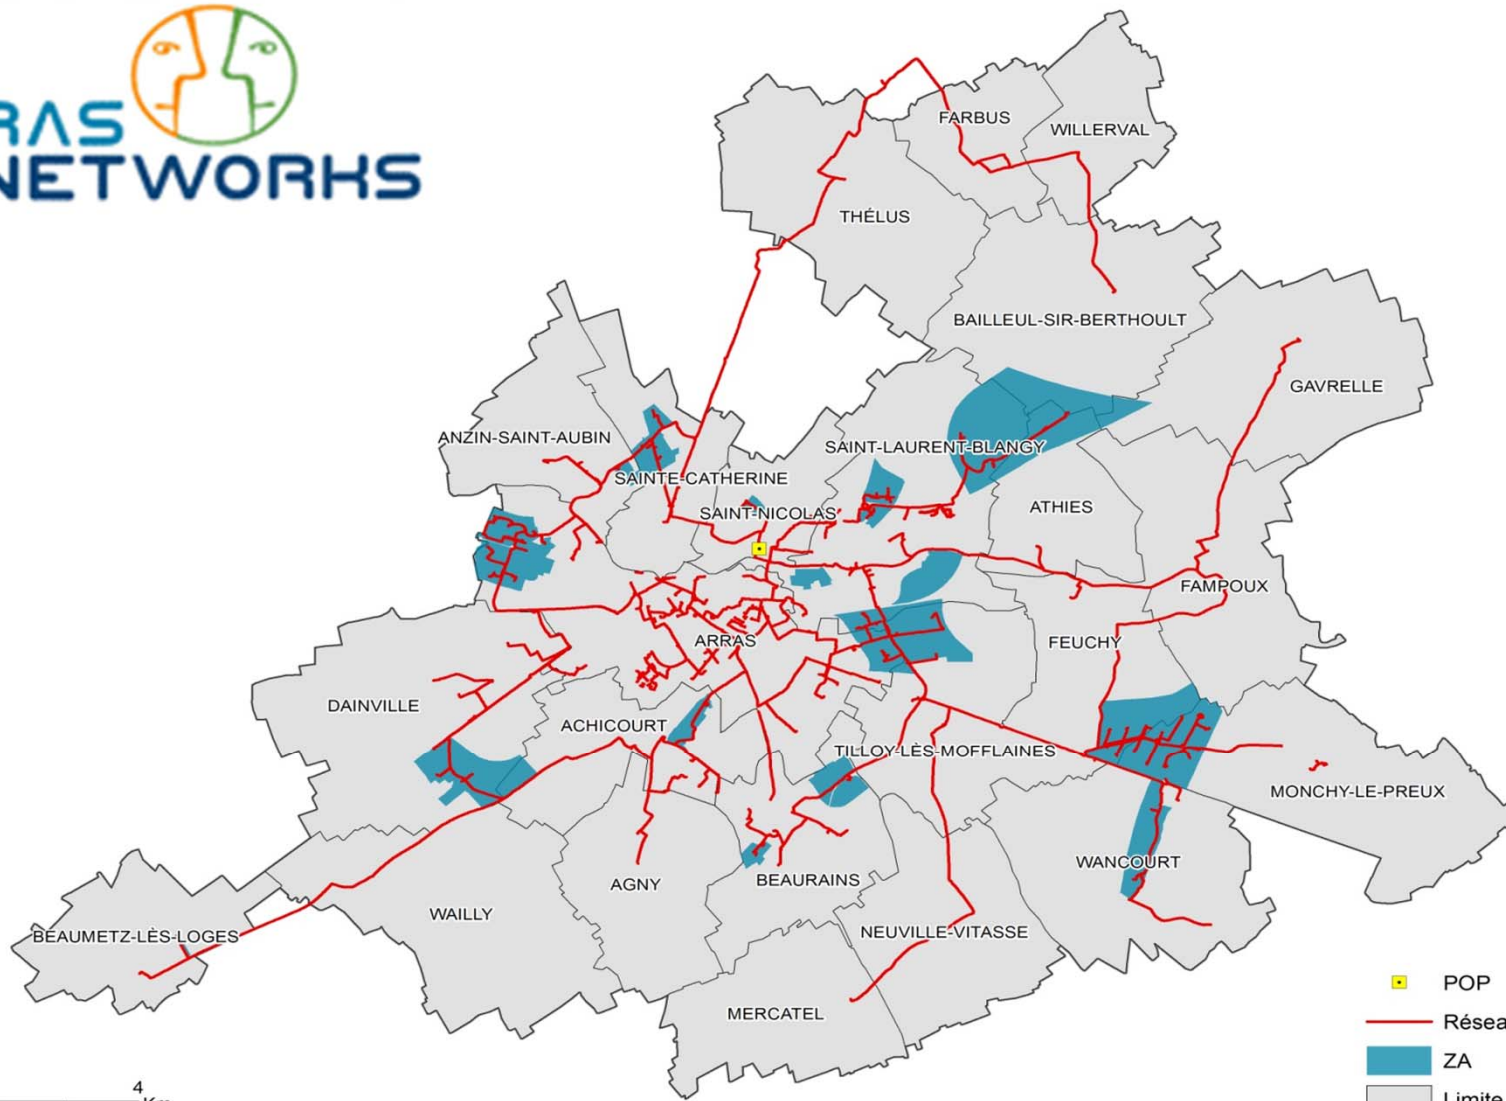 RAS
NETWORKS
FARBUS
WILLERVAL
THÉLUS
BAILLEUL-SIR-BERTHOULT
GAVRELLE
ANZIN-SAINT-AUBIN
SAINT-LAURENT-BLANGY
SAINTE-CATHERINE
SAINT-NICOLAS
ATHIES
FAMPOUX
ARRAS
FEUCHY
DAINVILLE
ACHICOURT
TILLOY-LÈS-MOFFLAINES
MONCHY-LE-PREUX
WANCOURT
AGNY
BEAURAINS
WAILLY
BEAUMETZ-LÈS-LOGES
NEUVILLE-VITASSE
MERCATEL
POP
Résea
ZA
Limite
4
Km